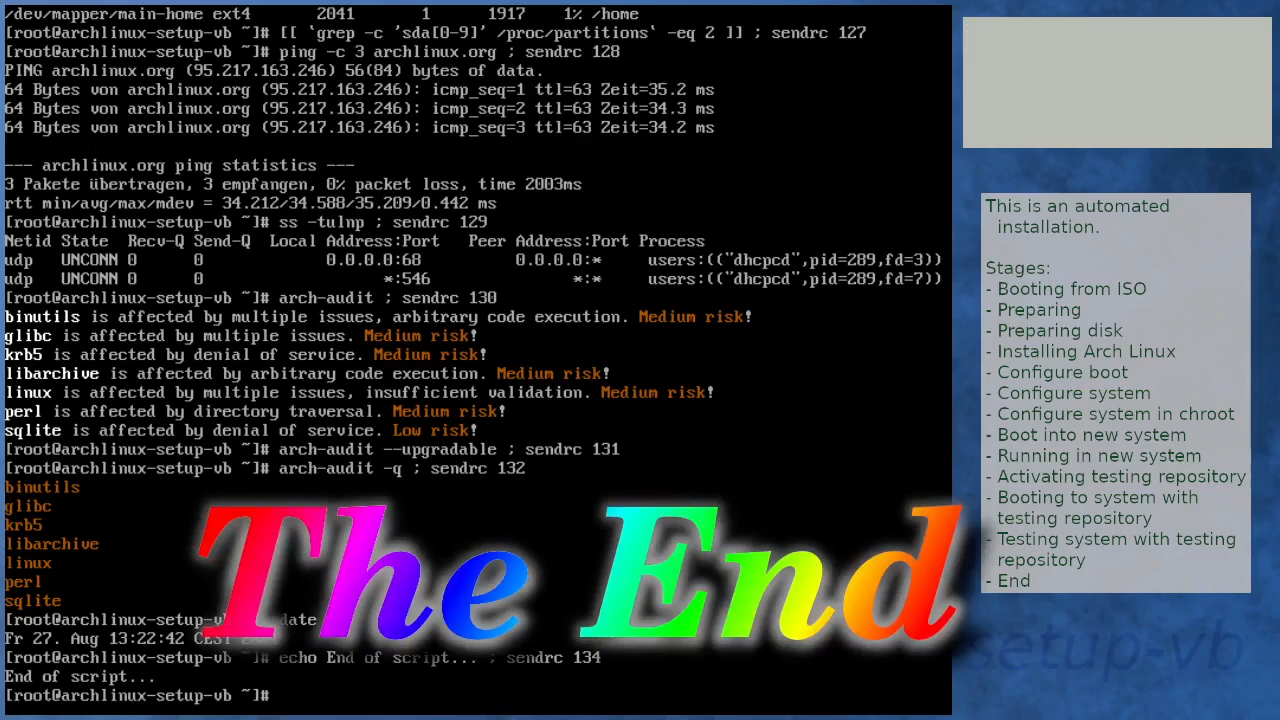 /dev/mapper/main-home ext4       2041       1      1917    1% /home
[root@archlinux-setup-vb ~]# [[ `grep -c 'sda[0-9]' /proc/partitions` -eq 2 ]] ; sendrc 127
[root@archlinux-setup-vb ~]# ping -c 3 archlinux.org ; sendrc 128
PING archlinux.org (95.217.163.246) 56(84) bytes of data.
64 Bytes von archlinux.org (95.217.163.246): icmp_seq=1 ttl=63 Zeit=35.2 ms
64 Bytes von archlinux.org (95.217.163.246): icmp_seq=2 ttl=63 Zeit=34.3 ms
64 Bytes von archlinux.org (95.217.163.246): icmp_seq=3 ttl=63 Zeit=34.2 ms
--- archlinux.org ping statistics ---
3 Pakete übertragen, 3 empfangen, 0% packet loss, time 2003ms
rtt min/avg/max/mdev = 34.212/34.588/35.209/0.442 ms
[root@archlinux-setup-vb ~]# ss -tulnp ; sendrc 129
Netid State  Recv-Q Send-Q  Local Address:Port   Peer Address:Port Process
udp   UNCONN 0      0             0.0.0.0:68          0.0.0.0:*     users:(("dhcpcd",pid=289,fd=3))
udp   UNCONN 0      0                   *:546               *:*     users:(("dhcpcd",pid=289,fd=7))
[root@archlinux-setup-vb ~]# arch-audit ; sendrc 130
binutils is affected by multiple issues, arbitrary code execution. Medium risk!
glibc is affected by multiple issues. Medium risk!
krb5 is affected by denial of service. Medium risk!
libarchive is affected by arbitrary code execution. Medium risk!
linux is affected by multiple issues, insufficient validation. Medium risk!
perl is affected by directory traversal. Medium risk!
sqlite is affected by denial of service. Low risk!
[root@archlinux-setup-vb ~]# arch-audit --upgradable ; sendrc 131
[root@archlinux-setup-vb ~]# arch-audit -q ; sendrc 132
binutils
glibc
krb5
libarchive
linux
perl
sqlite
[root@archlinux-setup-vb date
Fr 27. Aug 13:22:42
[root@archlinux-setup-vb ~]# echo End of script... ; sendrc 134
End of script...
[root@archlinux-setup-vb ~]#
The End
This is an automated
installation.
Stages:
- Booting from ISO
- Preparing
- Preparing disk
- Installing Arch Linux
- Configure boot
- Configure system
- Configure system in chroot
- Boot into new system
- Running in new system
- Activating testing repository
- Booting to system with
testing repository
- Testing system with testing
repository
- End
setup-vb